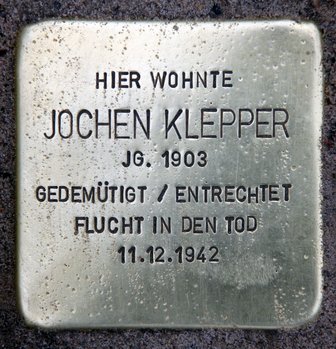 HIER WOHNTE
JOCHEN KLEPPER
JG. 1903
GEDEMÜTIGT / ENTRECHTET
FLUCHT IN DEN TOD
11.12.1942